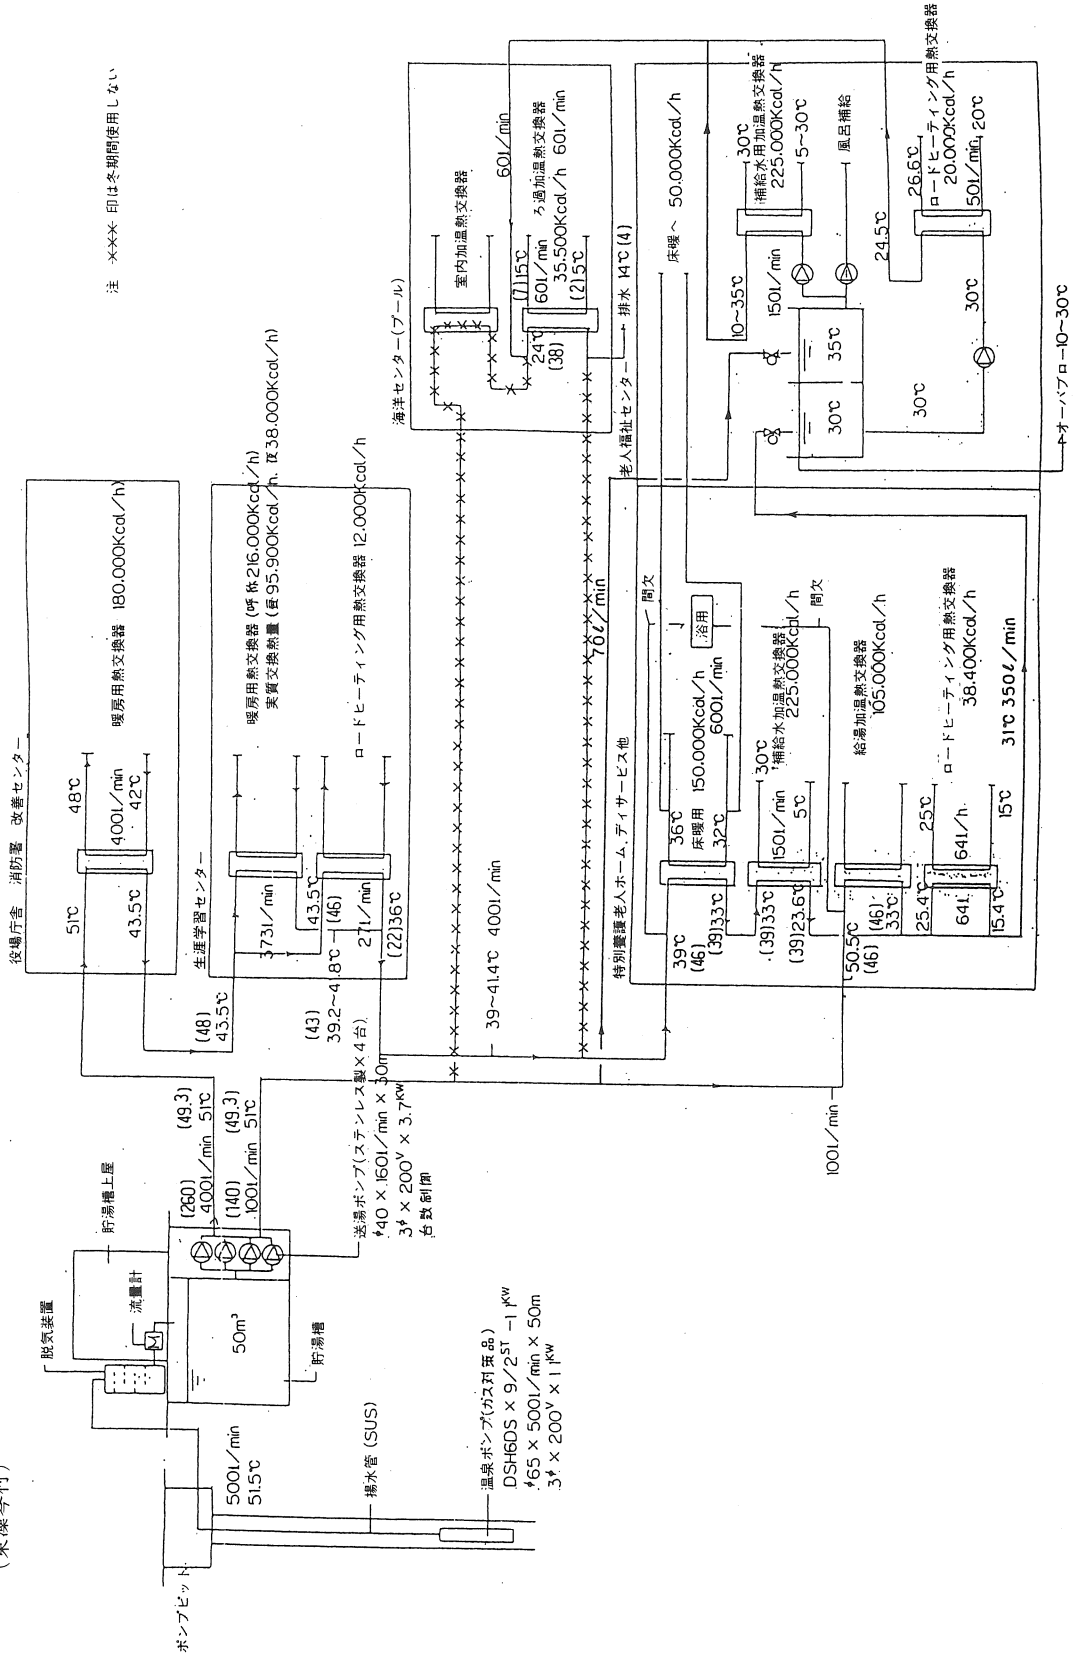 注 -×××- 印は冬期間使用しない
役場庁舎 消防署 改善センター
暖房用熱交換器 180.000Kcal/h)
51℃
48℃
400l/min
43.5℃
42℃
生涯学習センター
暖房用熱交換器 (呼称216.000Kcal/h)
実質交換熱量 (昼95.900Kcal/h. 夜38.000Kcal/h)
373l/min
43.5℃
(46)
ロードヒーティング用熱交換器 12.000Kcal/h)
27l/min
(22)36℃
(48)
43.5℃
(43)
39.2~41.8℃
39~41.4℃ 400l/min
海洋センター(プール)
室内加温熱交換器
60l/min
(7)15℃
60l/min
ろ過加温熱交換器
35.500Kcal/h 60l/min
(2)5℃
24℃
(38)
排水 14℃(4)
70l/min
老人福祉センター
床暖へ 50.000Kcal/h
30℃
補給水用加温熱交換器
225.000Kcal/h
5~30℃
10~35℃
150l/min
風呂補給
35℃
30℃
30℃
30℃
24.5℃
26.6℃
ロードヒーティング用熱交換器
20.000Kcal/h
50l/min
20℃
オーバブロー10~30℃
特別養護老人ホーム.ディサービス他
間欠
浴用
36℃
床暖用 150.000Kcal/h
32℃ 600l/min
39℃
(46)
(39)33℃
30℃
補給水加温熱交換器
225.000Kcal/h
150l/min
5℃
(39)33℃
(39)23.6℃
間欠
給湯加温熱交換器
105.000Kcal/h
50.5℃
(46)
(46)
33℃
25℃
ロードヒーティング用熱交換器
38.400Kcal/h
25.4℃
64l
64l/h
15.4℃
15℃
31℃ 350l/min
100l/min
(260) (49.3)
400l/min 51℃
(140) (49.3)
100l/min 51℃
送湯ポンプ(ステンレス製×4台)
φ40×160l/min×30m
3φ×200V×3.7KW
台数制御
貯湯槽上屋
脱気装置
流量計
M
50m³
貯湯槽
500l/min
51.5℃
揚水管(SUS)
温泉ポンプ(ガス対策品)
DSH6DS×9/2ST-11KW
φ65×500l/min×50m
3φ×200V×11KW
ポンプピット